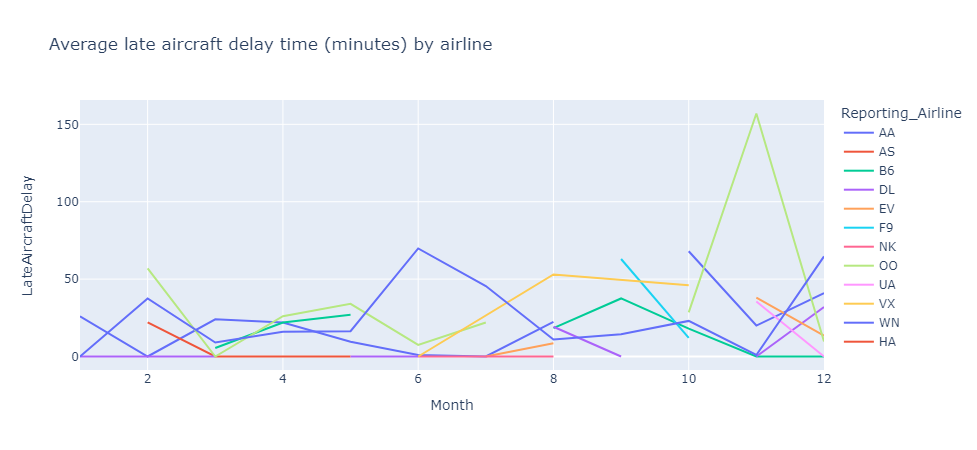 Average late aircraft delay time (minutes) by airline
Reporting_Airline
AA
AS
B6
DL
EV
F9
NK
OO
UA
VX
WN
HA
LateAircraftDelay
150
100
50
0
2
4
6
8
10
12
Month